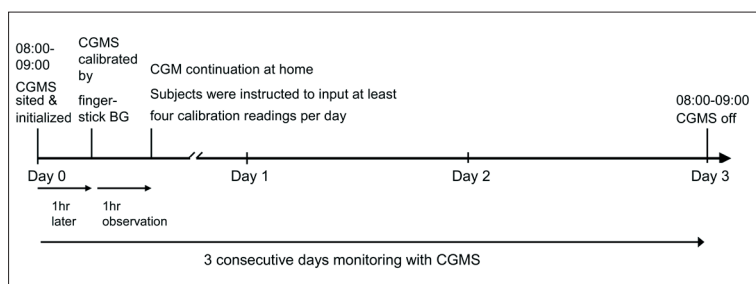 08:00-
09:00
CGMS
sited &
initialized
CGMS
calibrated
by
finger-
stick BG
CGM continuation at home
Subjects were instructed to input at least
four calibration readings per day
08:00-09:00
CGMS off
Day 0
Day 1
Day 2
Day 3
1hr
later
1hr
observation
3 consecutive days monitoring with CGMS